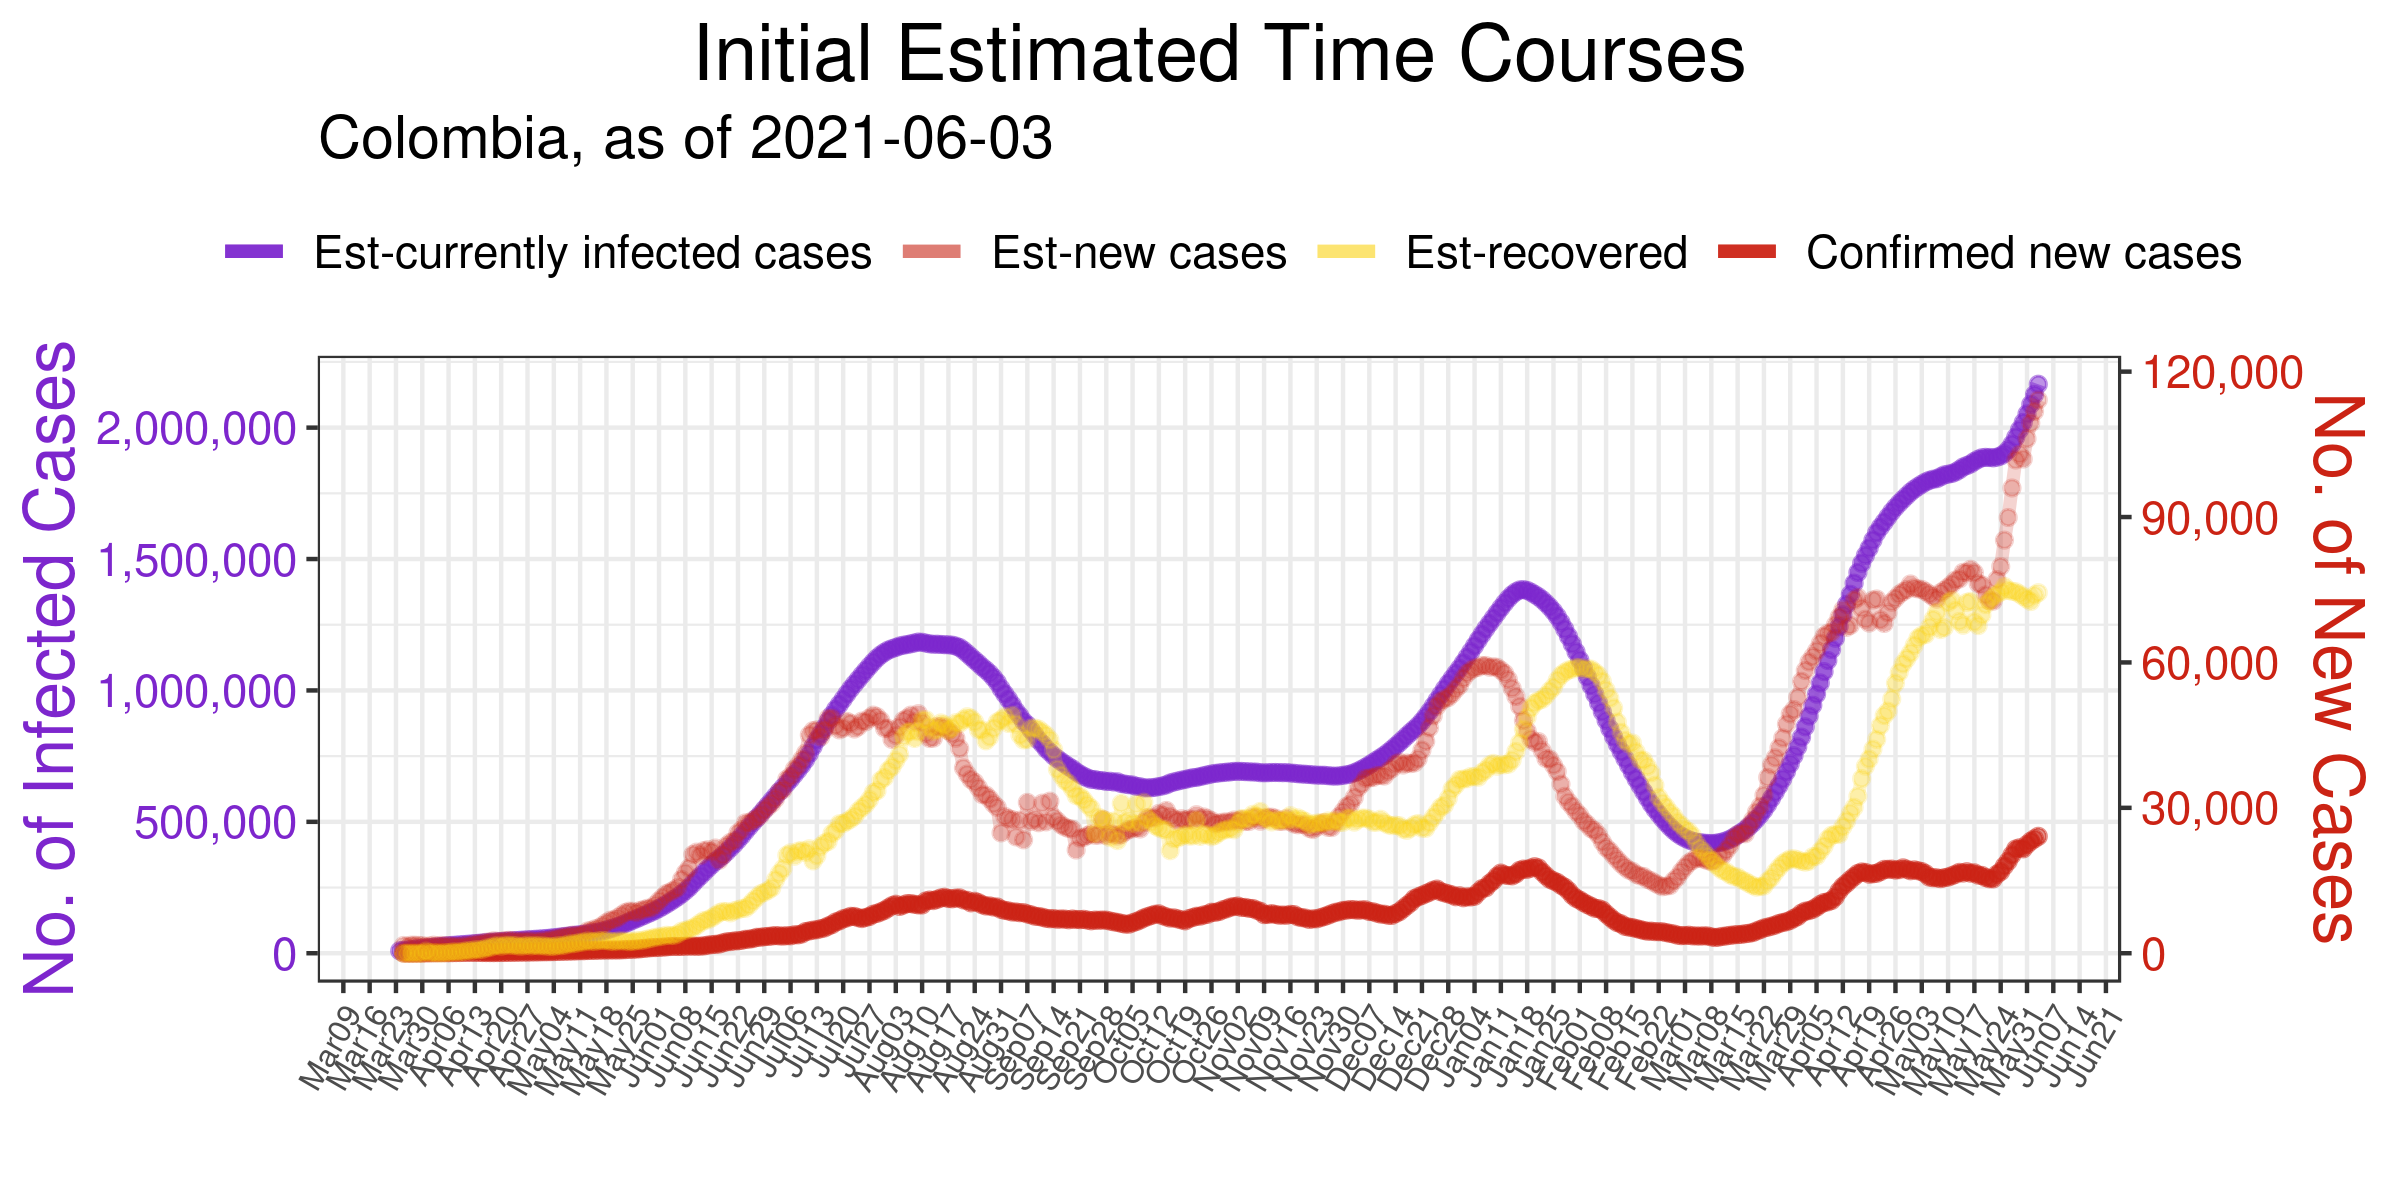 Initial Estimated Time Courses
Colombia, as of 2021-06-03
Est-currently infected cases
Est-new cases
Est-recovered
Confirmed new cases
No. of Infected Cases
2,000,000
1,500,000
1,000,000
500,000
0
120,000
90,000
60,000
30,000
0
No. of New Cases
Mar09
Mar16
Mar23
Mar30
Apr06
Apr13
Apr20
Apr27
May04
May11
May18
May25
Jun01
Jun08
Jun15
Jun22
Jun29
Jul06
Jul13
Jul20
Jul27
Aug03
Aug10
Aug17
Aug24
Aug31
Sep07
Sep14
Sep21
Sep28
Oct05
Oct12
Oct19
Oct26
Nov02
Nov09
Nov16
Nov23
Nov30
Dec07
Dec14
Dec21
Dec28
Jan04
Jan11
Jan18
Jan25
Feb01
Feb08
Feb15
Feb22
Mar01
Mar08
Mar15
Mar22
Mar29
Apr05
Apr12
Apr19
Apr26
May03
May10
May17
May24
May31
Jun07
Jun14
Jun21